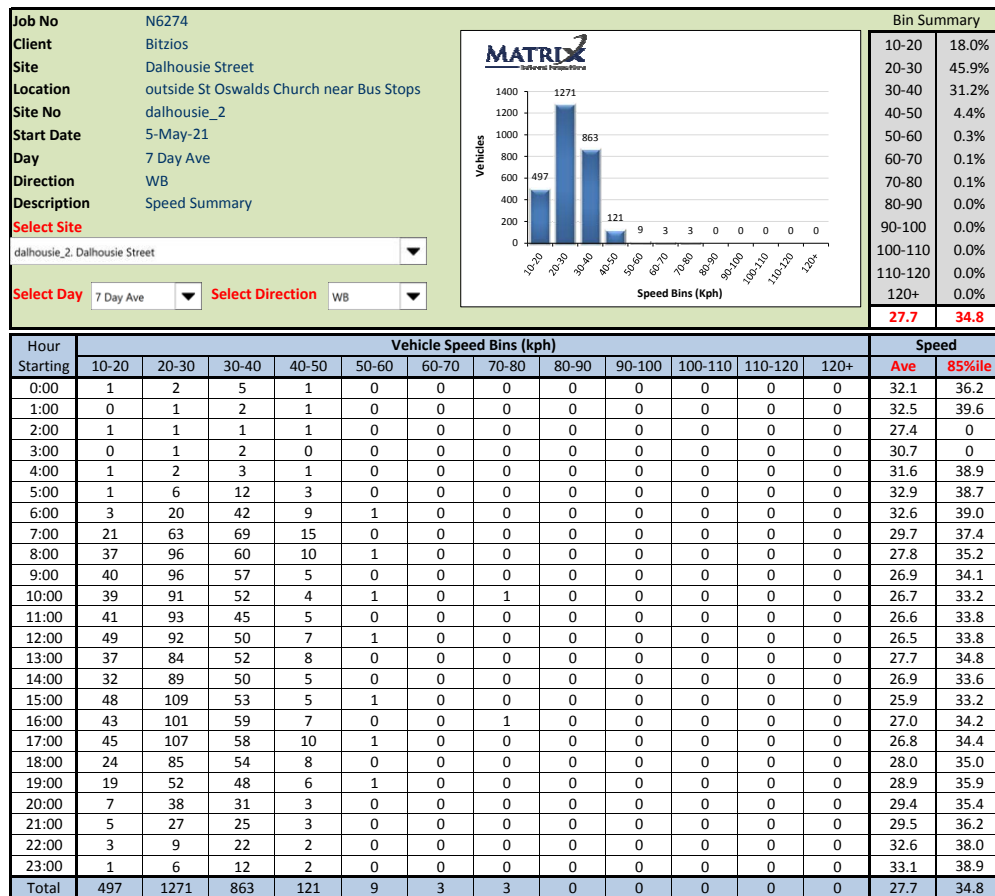 Job No N6274
Client Bitzios
Site Dalhousie Street
Location outside St Oswalds Church near Bus Stops
Site No dalhousie_2
Start Date 5-May-21
Day 7 Day Ave
Direction WB
Description Speed Summary
Select Site
dalhousie_2. Dalhousie Street
Select Day 7 Day Ave Select Direction WB
MATRIX
Vehicles
1400
1200
1000
800
600
400
200
0
497 1271 863 121 9 3 3 0 0 0 0 0
10-20 20-30 30-40 40-50 50-60 60-70 70-80 80-90 90-100 100-110 110-120 120+
Speed Bins (Kph)
Bin Summary
10-20 18.0%
20-30 45.9%
30-40 31.2%
40-50 4.4%
50-60 0.3%
60-70 0.1%
70-80 0.1%
80-90 0.0%
90-100 0.0%
100-110 0.0%
110-120 0.0%
120+ 0.0%
27.7 34.8
Hour Vehicle Speed Bins (kph) Speed
Starting 10-20 20-30 30-40 40-50 50-60 60-70 70-80 80-90 90-100 100-110 110-120 120+ Ave 85%ile
0:00 1 2 5 1 0 0 0 0 0 0 0 0 32.1 36.2
1:00 0 1 2 1 0 0 0 0 0 0 0 0 32.5 39.6
2:00 1 1 1 1 0 0 0 0 0 0 0 0 27.4 0
3:00 0 1 2 0 0 0 0 0 0 0 0 0 30.7 0
4:00 1 2 3 1 0 0 0 0 0 0 0 0 31.6 38.9
5:00 1 6 12 3 0 0 0 0 0 0 0 0 32.9 38.7
6:00 3 20 42 9 1 0 0 0 0 0 0 0 32.6 39.0
7:00 21 63 69 15 0 0 0 0 0 0 0 0 29.7 37.4
8:00 37 96 60 10 1 0 0 0 0 0 0 0 27.8 35.2
9:00 40 96 57 5 0 0 0 0 0 0 0 0 26.9 34.1
10:00 39 91 52 4 1 0 1 0 0 0 0 0 26.7 33.2
11:00 41 93 45 5 0 0 0 0 0 0 0 0 26.6 33.8
12:00 49 92 50 7 1 0 0 0 0 0 0 0 26.5 33.8
13:00 37 84 52 8 0 0 0 0 0 0 0 0 27.7 34.8
14:00 32 89 50 5 0 0 0 0 0 0 0 0 26.9 33.6
15:00 48 109 53 5 1 0 0 0 0 0 0 0 25.9 33.2
16:00 43 101 59 7 0 0 1 0 0 0 0 0 27.0 34.2
17:00 45 107 58 10 1 0 0 0 0 0 0 0 26.8 34.4
18:00 24 85 54 8 0 0 0 0 0 0 0 0 28.0 35.0
19:00 19 52 48 6 1 0 0 0 0 0 0 0 28.9 35.9
20:00 7 38 31 3 0 0 0 0 0 0 0 0 29.4 35.4
21:00 5 27 25 3 0 0 0 0 0 0 0 0 29.5 36.2
22:00 3 9 22 2 0 0 0 0 0 0 0 0 32.6 38.0
23:00 1 6 12 2 0 0 0 0 0 0 0 0 33.1 38.9
Total 497 1271 863 121 9 3 3 0 0 0 0 0 27.7 34.8